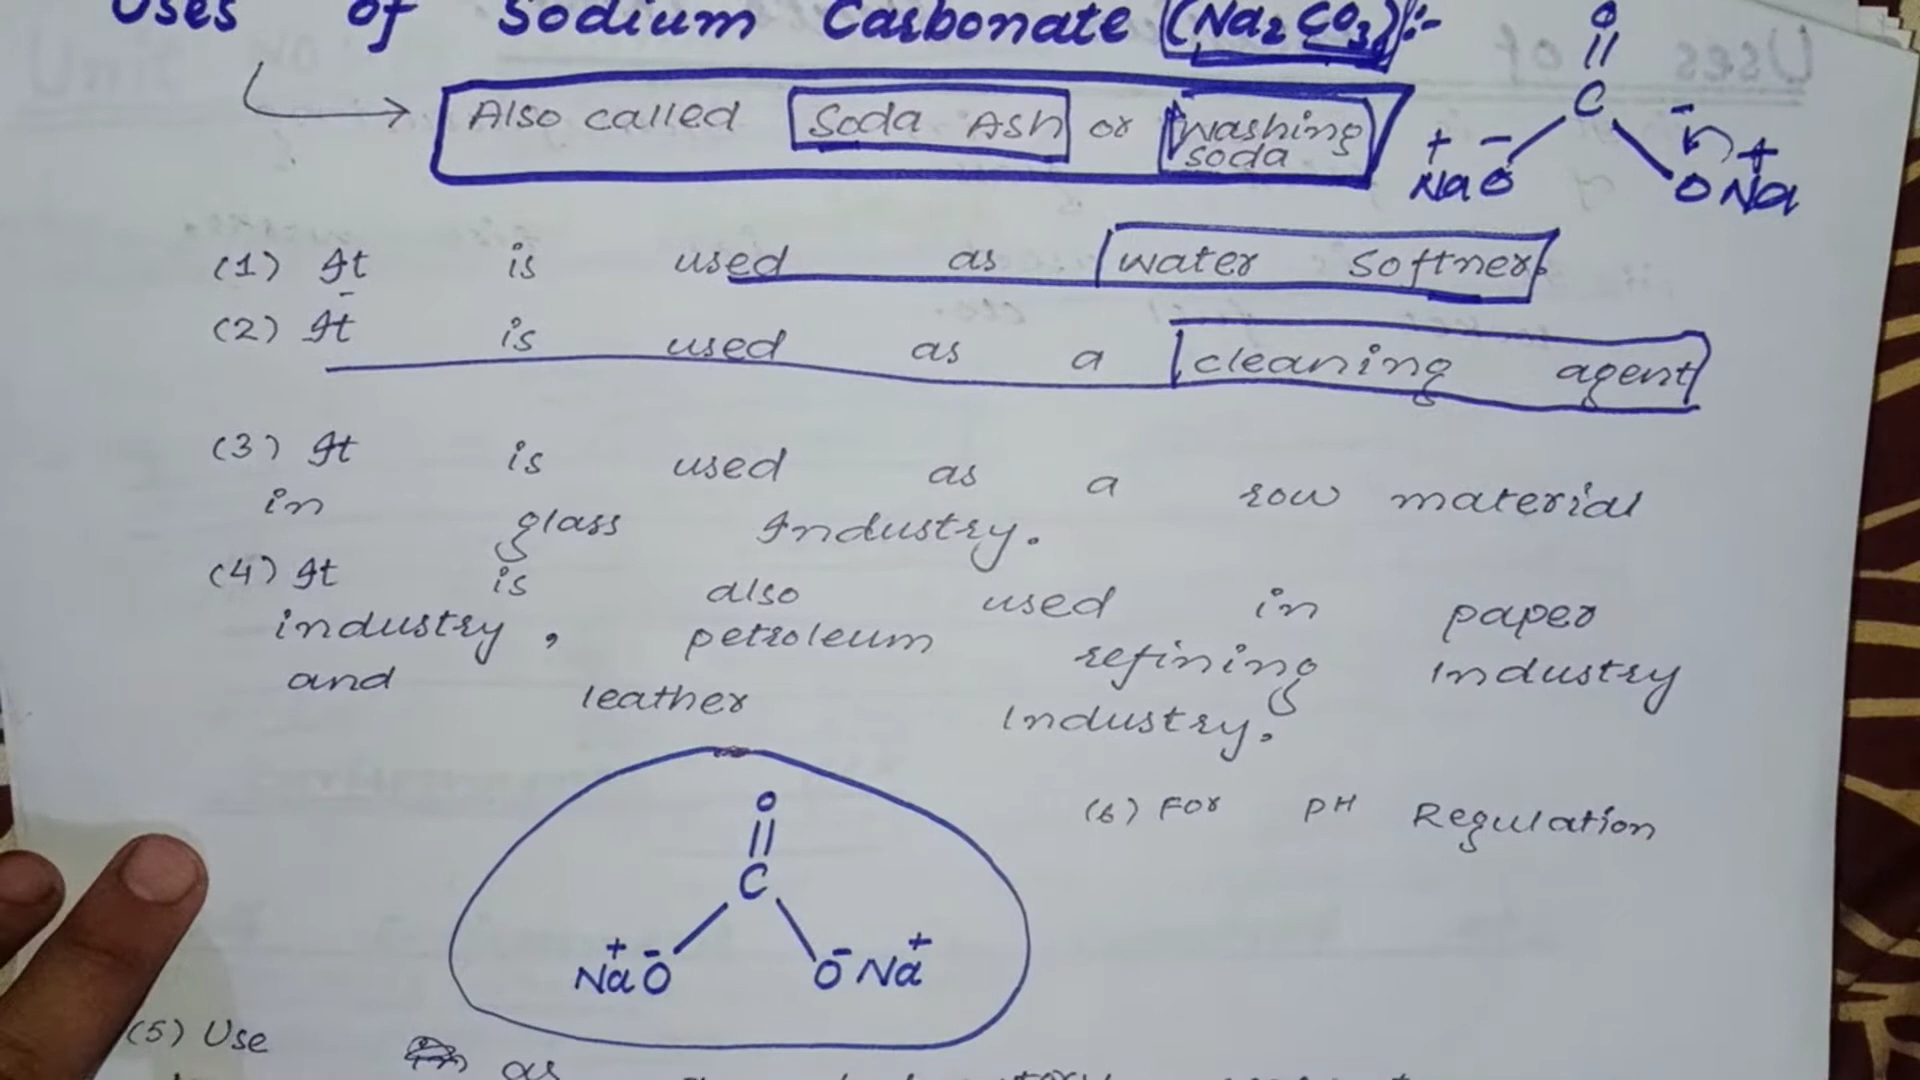 Uses of Sodium Carbonate (Na2CO3):-
Also called Soda Ash or washing soda
O
C
+ - - +
NaO ONa
(1) It is used as water softner.
(2) It is used as a cleaning agent
(3) It is used as a row material
in glass Industry.
(4) It is also used in paper
industry, petroleum refining Industry
and leather Industry.
(6) For PH Regulation
O
C
+ - - +
NaO ONa
(5) Use as